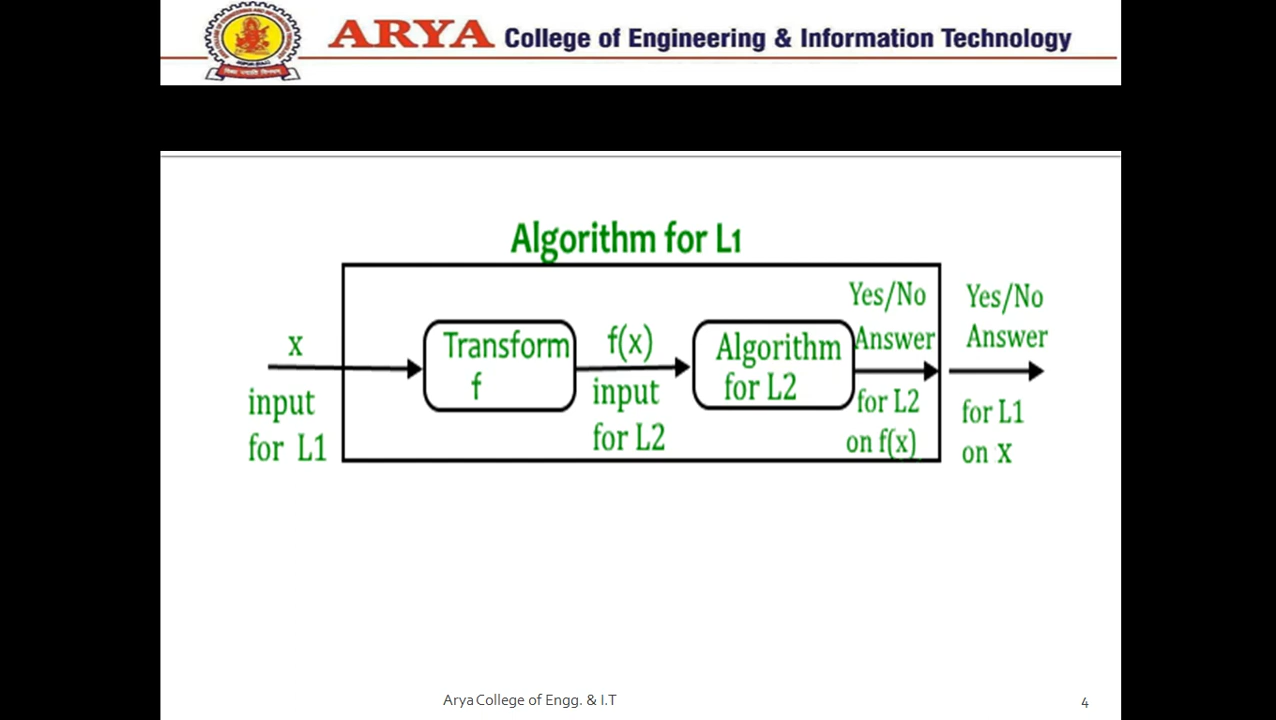 ARYA College of Engineering & Information Technology
Algorithm for L1
x
input
for L1
Transform
f
f(x)
input
for L2
Algorithm
for L2
Yes/No
Answer
for L2
on f(x)
Yes/No
Answer
for L1
on X
Arya College of Engg. & I.T
4